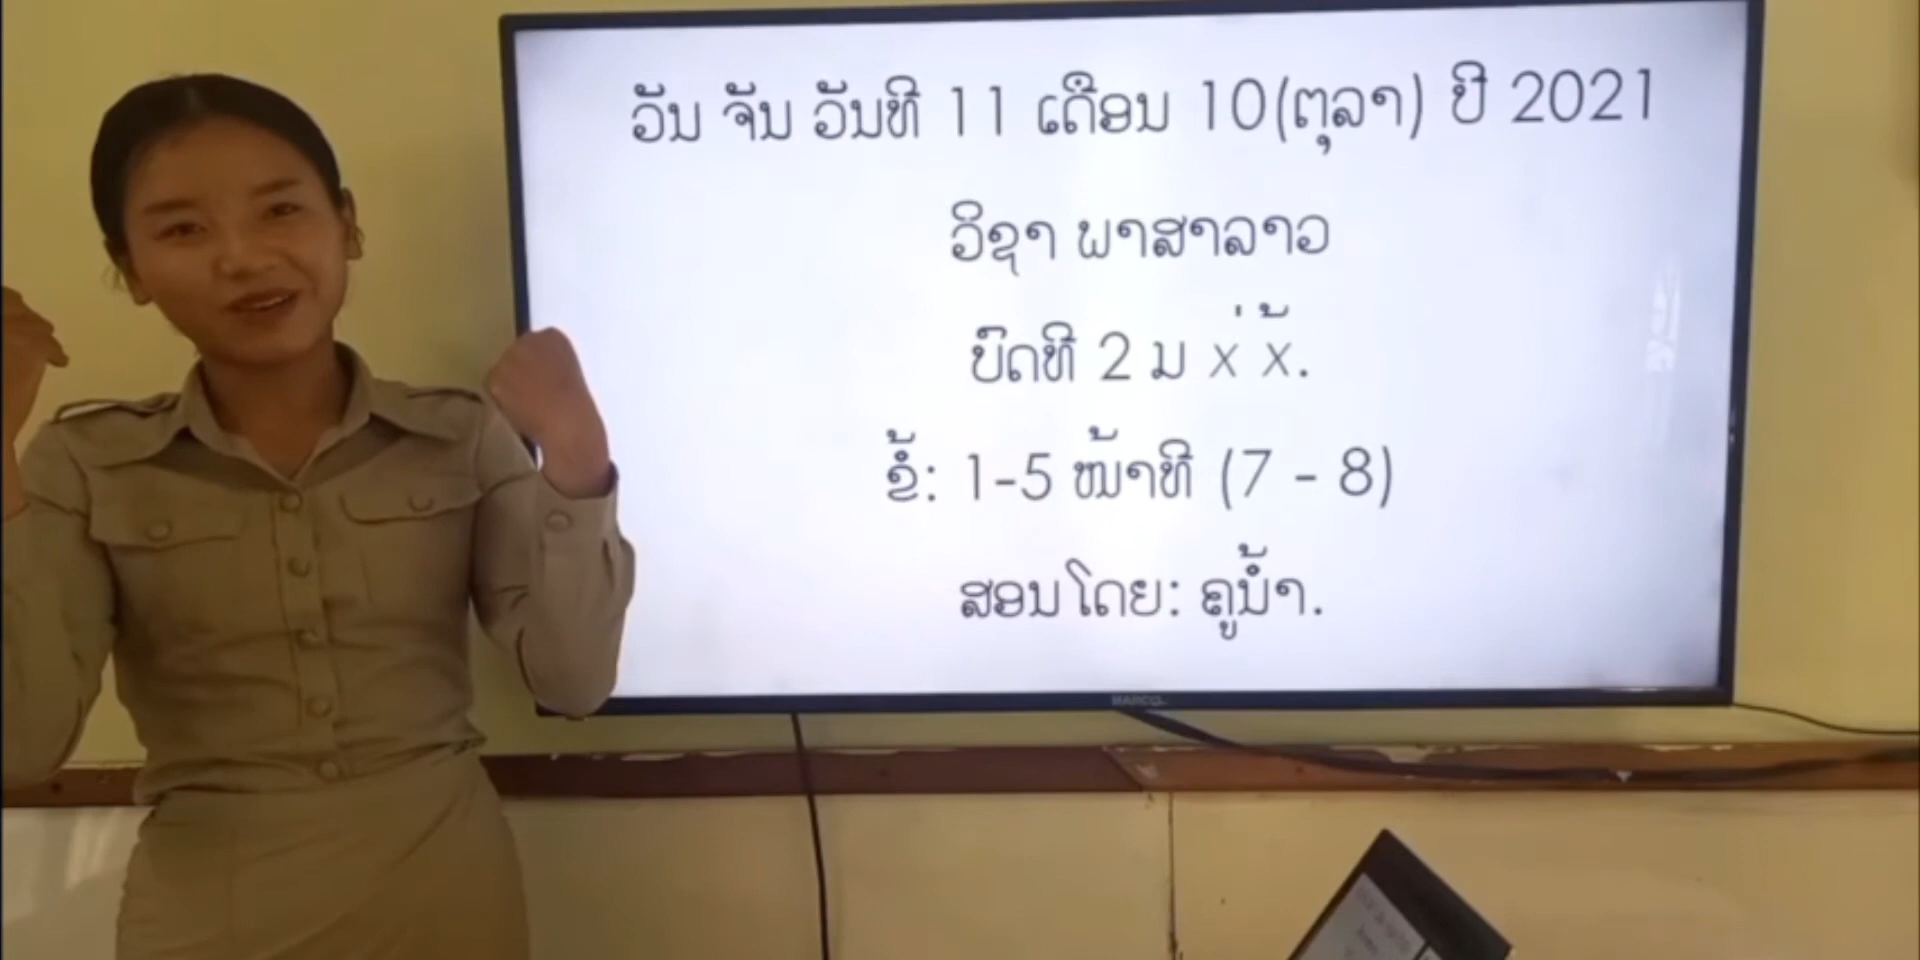 ວັນ ຈັນ ວັນທີ 11 ເດືອນ 10(ຕຸລາ) ປີ 2021
ວິຊາ ພາສາລາວ
ບົດທີ 2 ມ x່ x້.
ຂໍ້: 1-5 ໜ້າທີ (7 - 8)
ສອນໂດຍ: ຄູນ້ຳ.